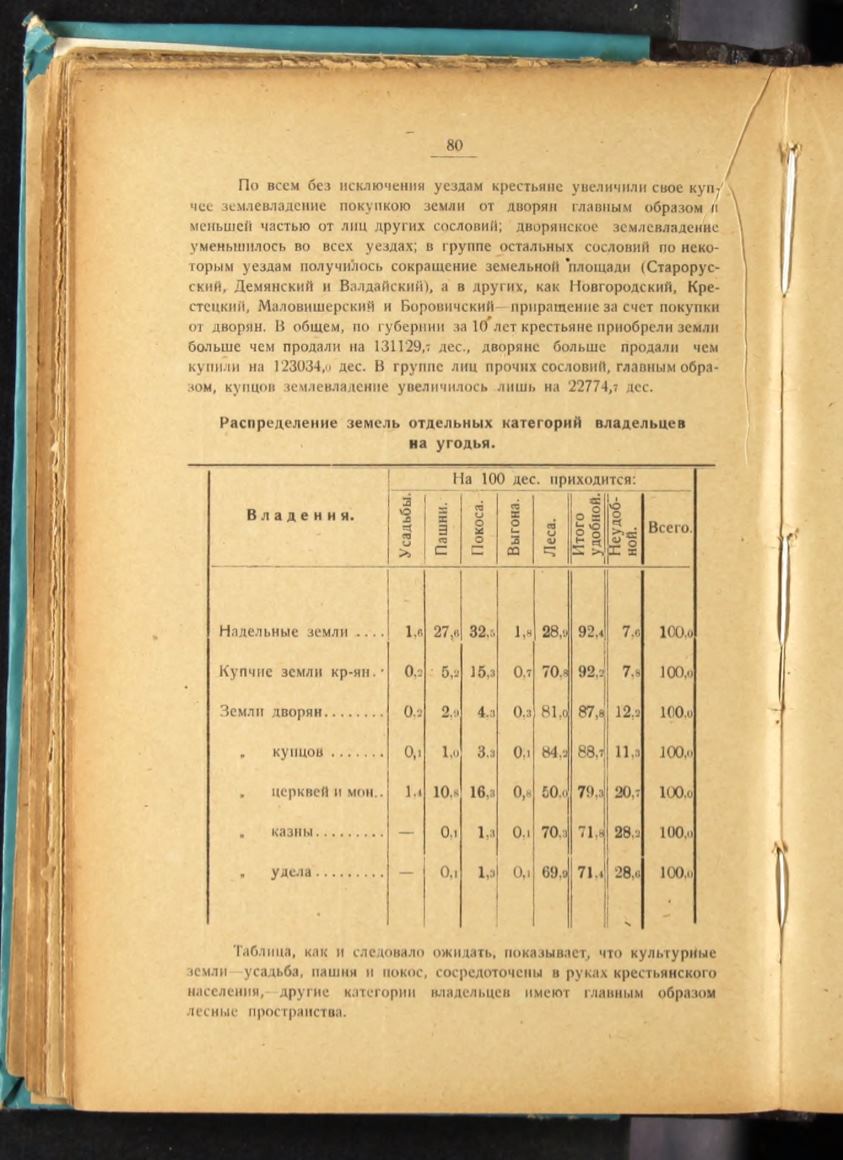 80
По всем без исключения уездам крестьяне увеличили свое куп-
чее землевладение покупкою земли от дворян главным образом и
меньшей частью от лиц других сословий; дворянское землевладение
уменьшилось во всех уездах; в группе остальных сословий по неко-
торым уездам получилось сокращение земельной площади (Старорус-
ский, Демянский и Валдайский), а в других, как Новгородский, Кре-
стецкий, Маловишерский и Боровичский—приращение за счет покупки
от дворян. В общем, по губернии за 10 лет крестьяне приобрели земли
больше чем продали на 131129,7 дес., дворяне больше продали чем
купили на 123034,0 дес. В группе лиц прочих сословий, главным обра-
зом, купцов землевладение увеличилось лишь на 22774,7 дес.
Распределение земель отдельных категорий владельцев
на угодья.
Владения.
На 100 дес. приходится:
Усадьбы.
Пашни.
Покоса.
Выгона.
Леса.
Итого
удобной.
Неудоб-
ной.
Всего.
Надельные земли .... 1,6 27,6 32,5 1,8 28,9 92,4 7,6 100,0
Купчие земли кр-ян. 0,2 5,2 15,3 0,7 70,8 92,2 7,8 100,0
Земли дворян........ 0,2 2,9 4,3 0,3 81,0 87,8 12,2 100,0
„ купцов ....... 0,1 1,0 3,3 0,1 84,2 88,7 11,3 100,0
„ церквей и мон.. 1,4 10,8 16,3 0,8 50,0 79,3 20,7 100,0
„ казны......... — 0,1 1,3 0,1 70,3 71,8 28,2 100,0
„ удела......... — 0,1 1,3 0,1 69,9 71,4 28,6 100,0
Таблица, как и следовало ожидать, показывает, что культурные
земли—усадьба, пашня и покос, сосредоточены в руках крестьянского
населения,—другие категории владельцев имеют главным образом
лесные пространства.